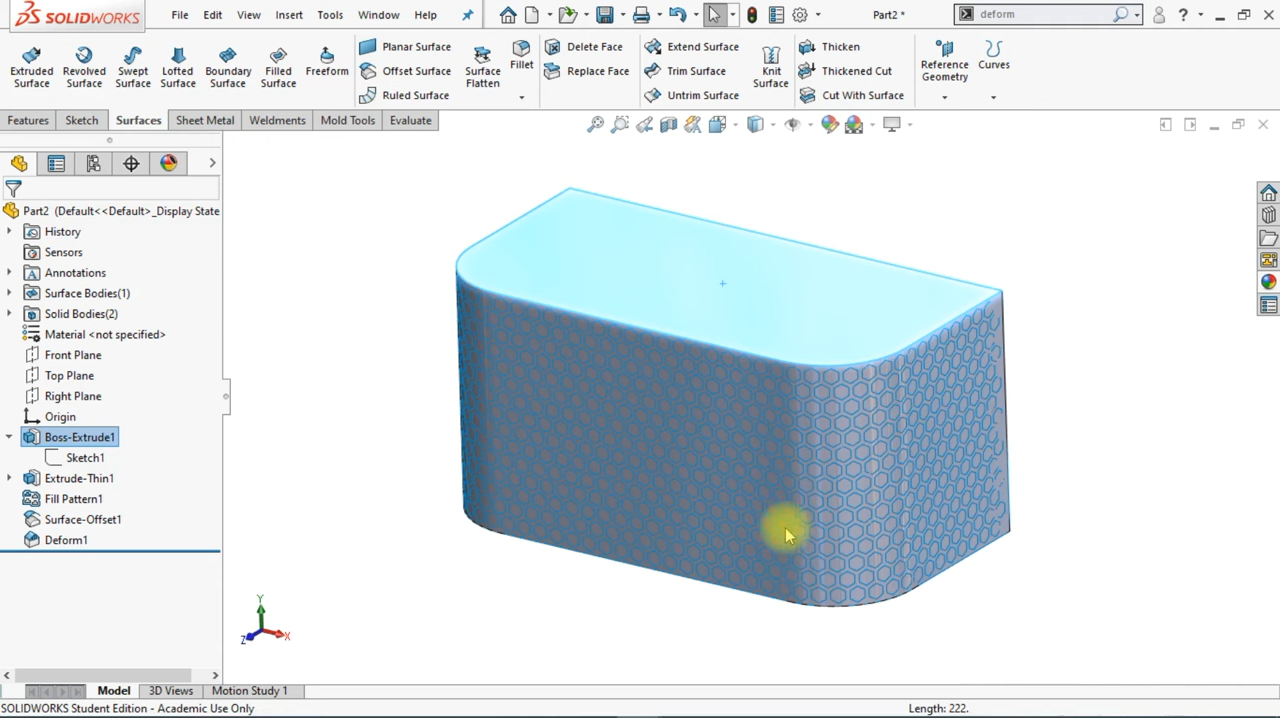 SOLIDWORKS
File Edit View Insert Tools Window Help
Part2 *
deform
Extruded Surface
Revolved Surface
Swept Surface
Lofted Surface
Boundary Surface
Filled Surface
Freeform
Planar Surface
Offset Surface
Ruled Surface
Surface Flatten
Fillet
Delete Face
Replace Face
Extend Surface
Trim Surface
Untrim Surface
Knit Surface
Thicken
Thickened Cut
Cut With Surface
Reference Geometry
Curves
Features Sketch Surfaces Sheet Metal Weldments Mold Tools Evaluate
Part2 (Default<<Default>_Display State
History
Sensors
Annotations
Surface Bodies(1)
Solid Bodies(2)
Material <not specified>
Front Plane
Top Plane
Right Plane
Origin
Boss-Extrude1
Sketch1
Extrude-Thin1
Fill Pattern1
Surface-Offset1
Deform1
Y
Z X
Model 3D Views Motion Study 1
SOLIDWORKS Student Edition - Academic Use Only
Length: 222.